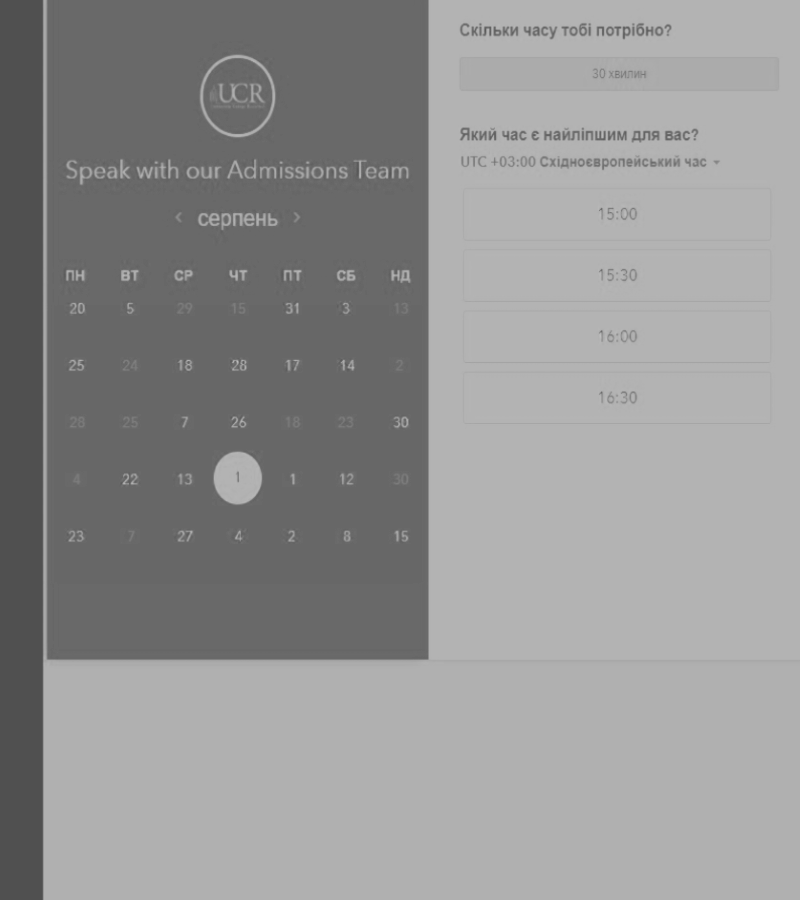 UCR
Speak with our Admissions Team
‹ серпень ›
ПН ВТ СР ЧТ ПТ СБ НД
20 5 29 15 31 3 13
25 24 18 28 17 14 2
28 25 7 26 18 23 30
4 22 13 1 1 12 30
23 7 27 4 2 8 15
Скільки часу тобі потрібно?
30 хвилин
Який час є найліпшим для вас?
UTC +03:00 Східноєвропейський час
15:00
15:30
16:00
16:30